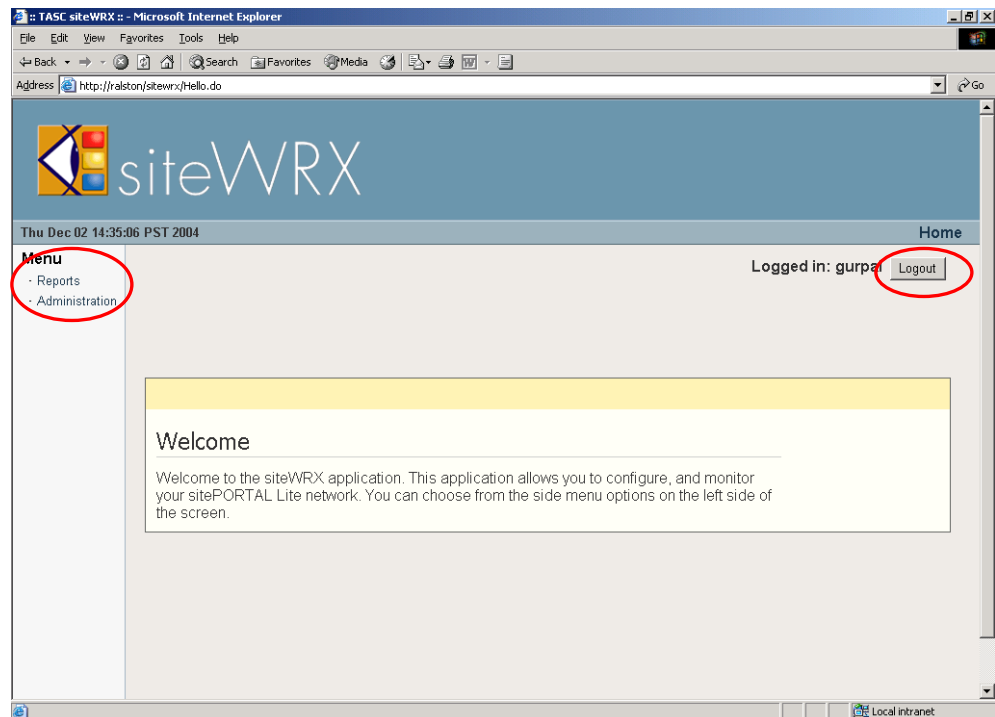 :: TASC siteWRX :: - Microsoft Internet Explorer
File Edit View Favorites Tools Help
Back Search Favorites Media
Address http://ralston/sitewrx/Hello.do Go
siteWRX
Thu Dec 02 14:35:06 PST 2004 Home
Menu
Logged in: gurpal Logout
· Reports
· Administration
Welcome
Welcome to the siteWRX application. This application allows you to configure, and monitor
your sitePORTAL Lite network. You can choose from the side menu options on the left side of
the screen.
Local intranet